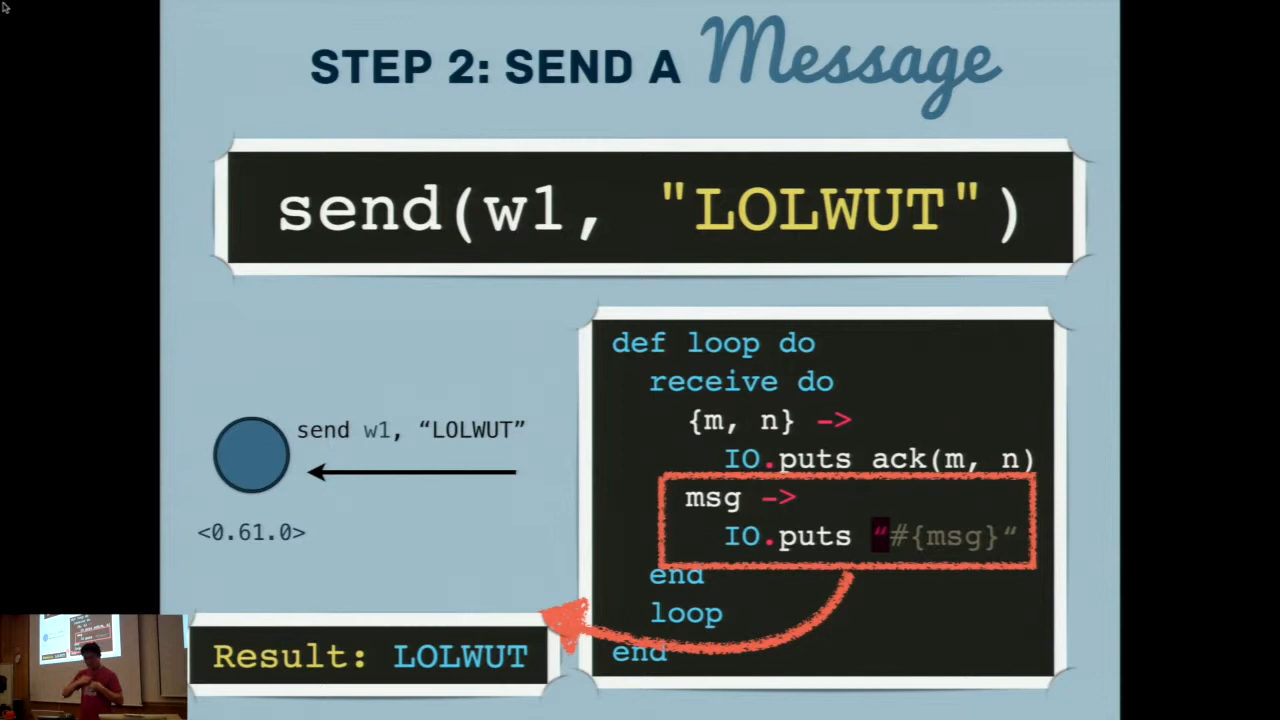 STEP 2: SEND A Message
send(w1, "LOLWUT")
send w1, “LOLWUT”
<0.61.0>
def loop do
receive do
{m, n} ->
IO.puts ack(m, n)
msg ->
IO.puts “#{msg}“
end
loop
end
Result: LOLWUT